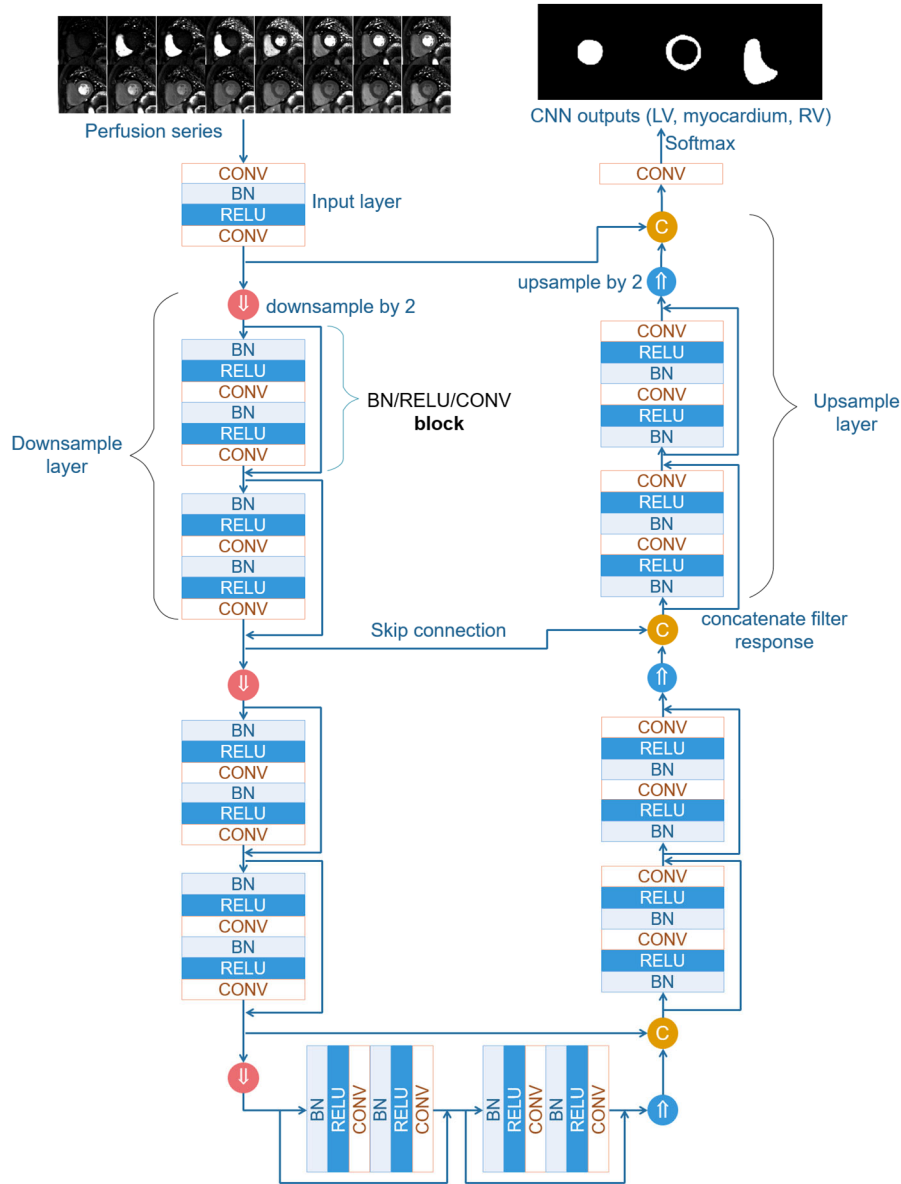 Perfusion series
CONV
BN
RELU
CONV
Input layer
downsample by 2
BN
RELU
CONV
BN
RELU
CONV
BN/RELU/CONV
block
Downsample
layer
BN
RELU
CONV
BN
RELU
CONV
Skip connection
BN
RELU
CONV
BN
RELU
CONV
BN
RELU
CONV
BN
RELU
CONV
BN
RELU
CONV
BN
RELU
CONV
BN
RELU
CONV
BN
RELU
CONV
CNN outputs (LV, myocardium, RV)
Softmax
CONV
C
upsample by 2
CONV
RELU
BN
CONV
RELU
BN
Upsample
layer
CONV
RELU
BN
CONV
RELU
BN
C
concatenate filter
response
CONV
RELU
BN
CONV
RELU
BN
CONV
RELU
BN
CONV
RELU
BN
C